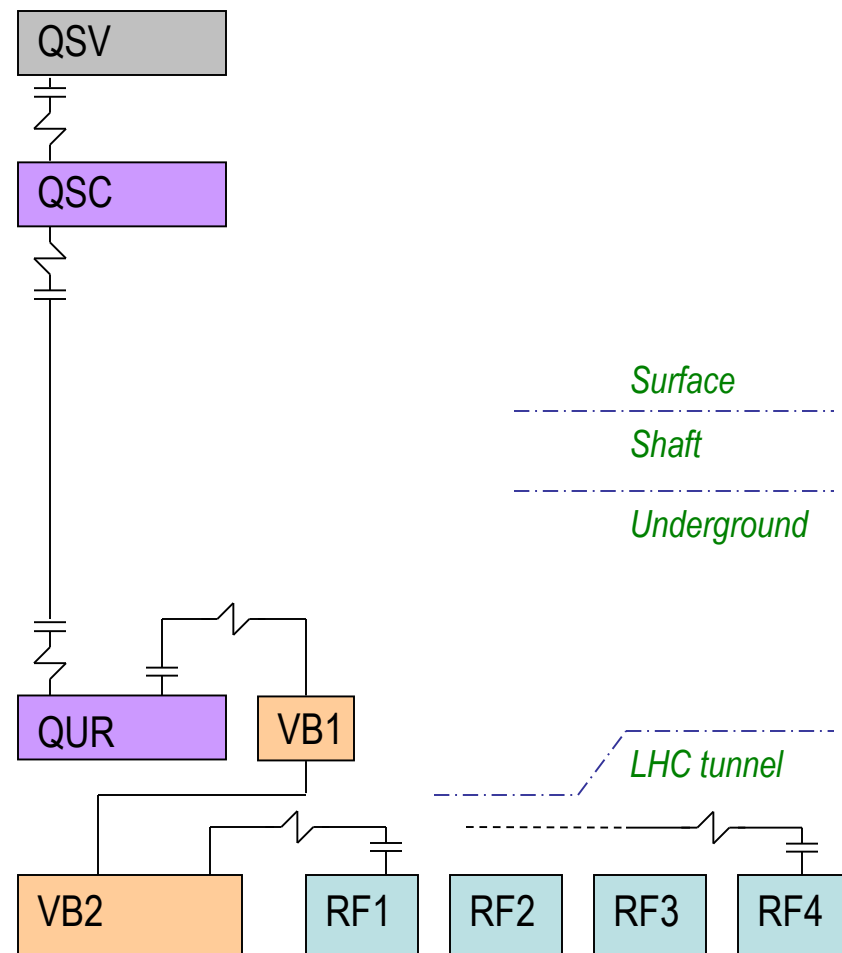 QSV
QSC
Surface
Shaft
Underground
QUR
VB1
LHC tunnel
VB2
RF1
RF2
RF3
RF4